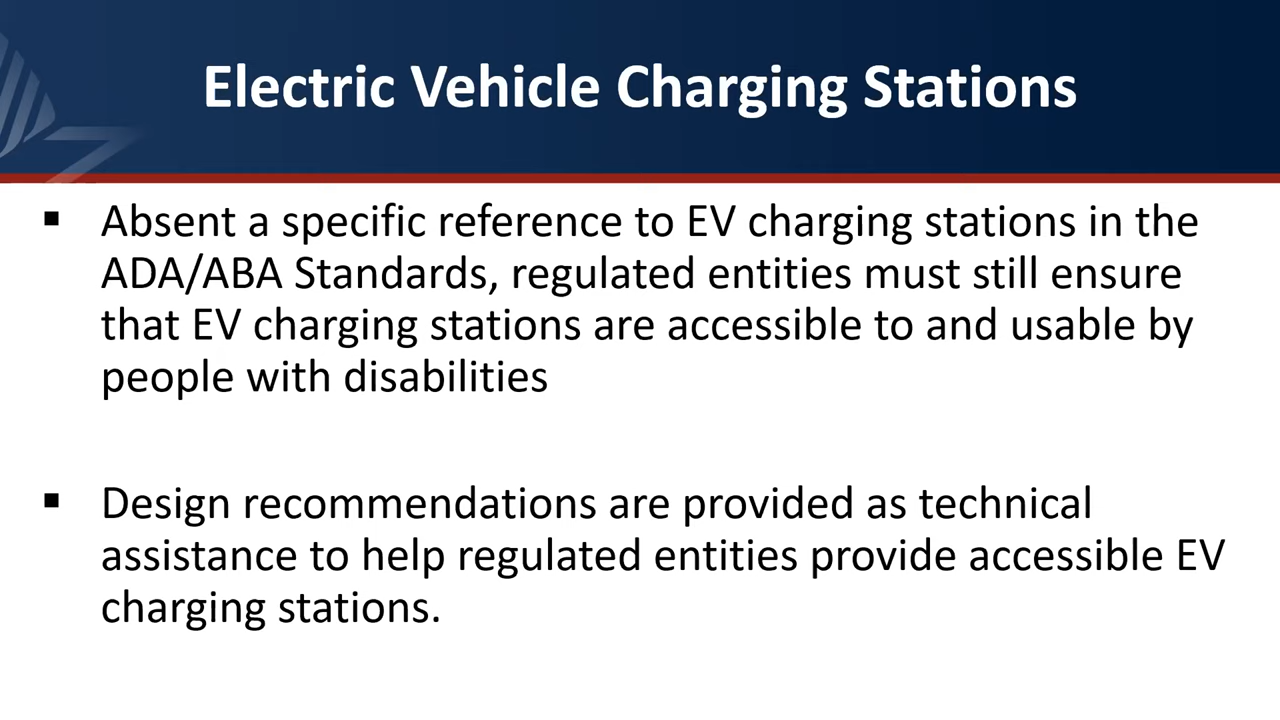 Electric Vehicle Charging Stations
▪ Absent a specific reference to EV charging stations in the
ADA/ABA Standards, regulated entities must still ensure
that EV charging stations are accessible to and usable by
people with disabilities
▪ Design recommendations are provided as technical
assistance to help regulated entities provide accessible EV
charging stations.